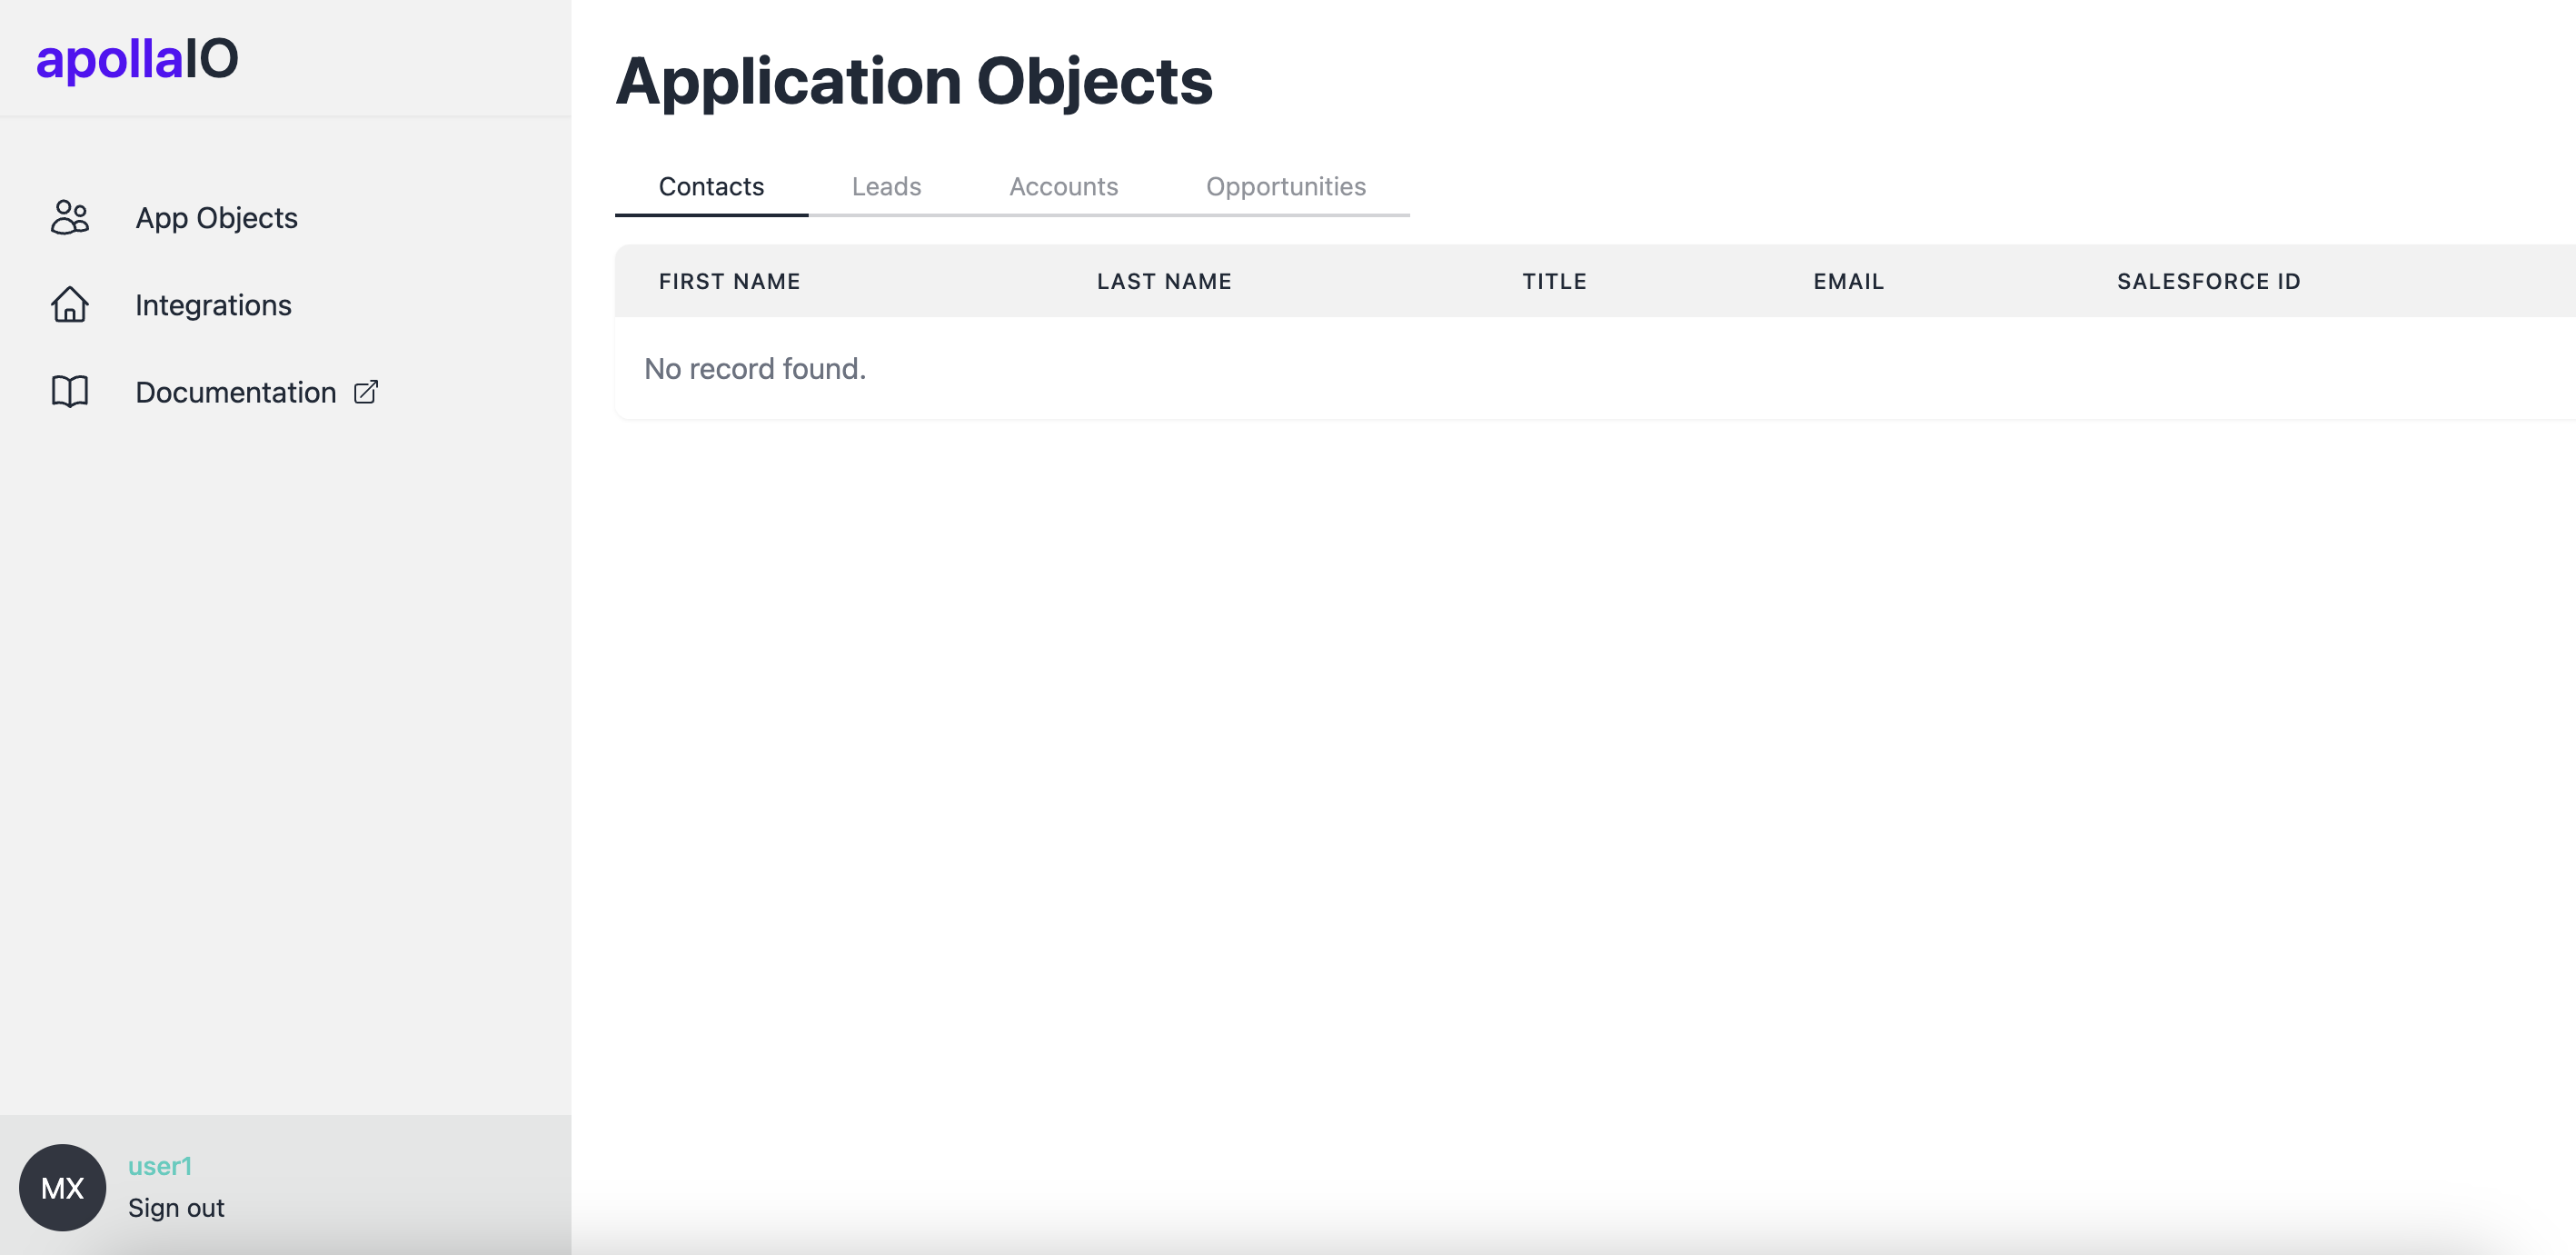 apollaIO
App Objects
Integrations
Documentation
MX
user1
Sign out
Application Objects
Contacts Leads Accounts Opportunities
FIRST NAME LAST NAME TITLE EMAIL SALESFORCE ID
No record found.